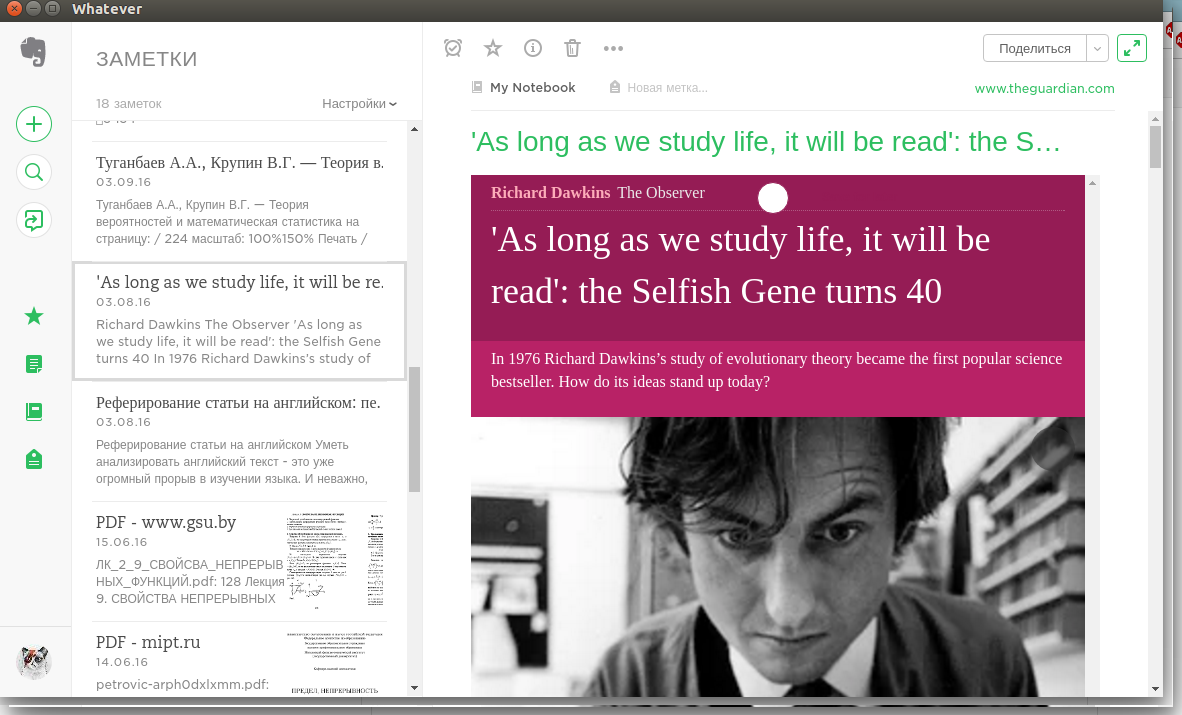 Whatever
ЗАМЕТКИ
18 заметок
Настройки
Туганбаев А.А., Крупин В.Г. — Теория в.
03.09.16
Туганбаев А.А., Крупин В.Г. — Теория
вероятностей и математическая статистика на
страницу: / 224 масштаб: 100%150% Печать /
'As long as we study life, it will be re.
03.08.16
Richard Dawkins The Observer 'As long as
we study life, it will be read': the Selfish Gene
turns 40 In 1976 Richard Dawkins's study of
Реферирование статьи на английском: пе.
03.08.16
Реферирование статьи на английском Уметь
анализировать английский текст - это уже
огромный прорыв в изучении языка. И неважно,
PDF - www.gsu.by
15.06.16
ЛК_2_9_СВОЙСВА_НЕПРЕРЫВ
НЫХ_ФУНКЦИЙ.pdf: 128 Лекция
9. СВОЙСТВА НЕПРЕРЫВНЫХ
PDF - mipt.ru
14.06.16
petrovic-arph0dxlxmm.pdf:
ПРЕДЕЛ, НЕПРЕРЫВНОСТЬ
Поделиться
My Notebook
Новая метка...
www.theguardian.com
'As long as we study life, it will be read': the S…
Richard Dawkins The Observer
'As long as we study life, it will be
read': the Selfish Gene turns 40
In 1976 Richard Dawkins’s study of evolutionary theory became the first popular science
bestseller. How do its ideas stand up today?